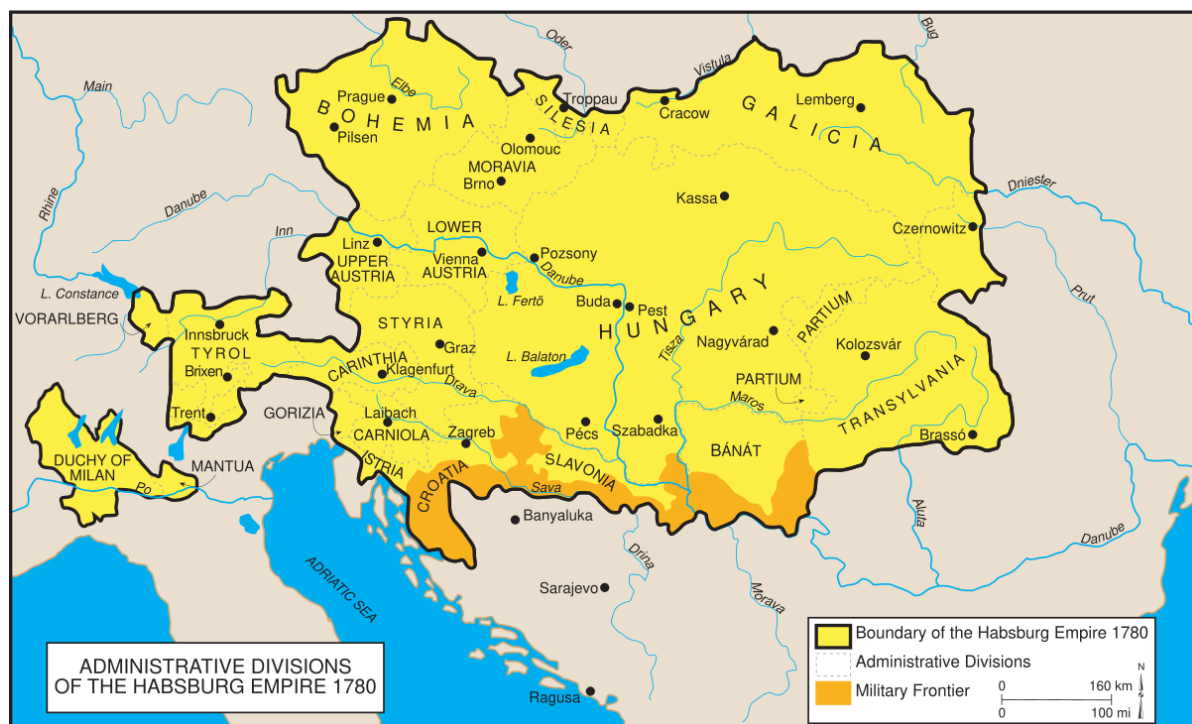 Main
Rhine
Danube
Inn
L. Constance
Oder
Vistula
Bug
Dniester
Prut
Elbe
Prague
BOHEMIA
Pilsen
SILESIA
Troppau
Olomouc
MORAVIA
Brno
Cracow
GALICIA
Lemberg
Kassa
Czernowitz
Linz
UPPER
AUSTRIA
LOWER
Vienna
AUSTRIA
Pozsony
Danube
L. Fertő
Buda
Pest
HUNGARY
Tisza
PARTIUM
Nagyvárad
Kolozsvár
PARTIUM
Maros
TRANSYLVANIA
Brassó
VORARLBERG
Innsbruck
TYROL
Brixen
Trent
STYRIA
Graz
CARINTHIA
Klagenfurt
L. Balaton
Drava
GORIZIA
Laibach
CARNIOLA
Zagreb
Pécs
Szabadka
BÁNÁT
ISTRIA
CROATIA
SLAVONIA
Sava
DUCHY OF
MILAN
MANTUA
Po
Banyaluka
Drina
Morava
Aluta
Danube
Sarajevo
ADRIATIC SEA
Ragusa
ADMINISTRATIVE DIVISIONS
OF THE HABSBURG EMPIRE 1780
Boundary of the Habsburg Empire 1780
Administrative Divisions
Military Frontier
N
0 160 km
0 100 mi